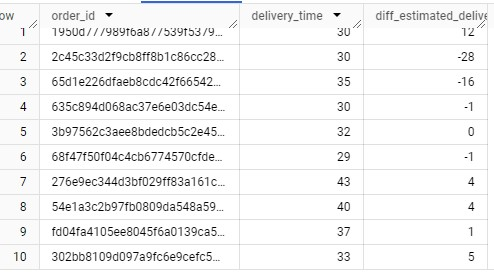 ow order_id delivery_time diff_estimated_delive
1 1950d777989f6a877539f5379... 30 12
2 2c45c33d2f9cb8ff8b1c86cc28... 30 -28
3 65d1e226dfaeb8cdc42f66542... 35 -16
4 635c894d068ac37e6e03dc54e... 30 -1
5 3b97562c3aee8bdedcb5c2e45... 32 0
6 68f47f50f04c4cb6774570cfde... 29 -1
7 276e9ec344d3bf029ff83a161c... 43 4
8 54e1a3c2b97fb0809da548a59... 40 4
9 fd04fa4105ee8045f6a0139ca5... 37 1
10 302bb8109d097a9fc6e9cefc5... 33 5